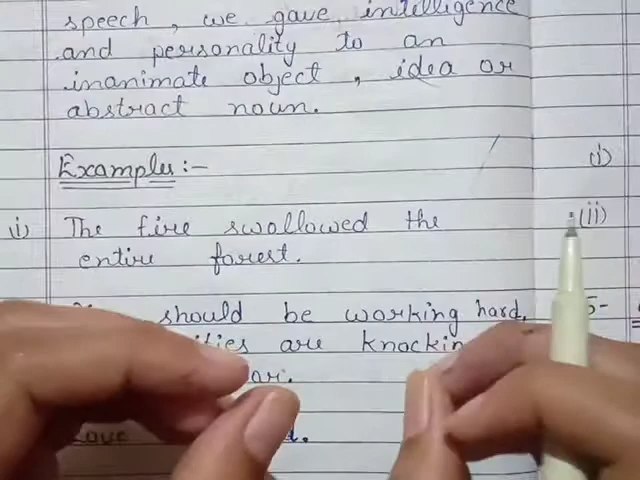 speech, we gave intelligence
and personality to an
inanimate object, idea or
abstract noun.
Examples:-
(i)
i) The fire swallowed the
(ii)
entire forest.
should be working hard,
are knockin